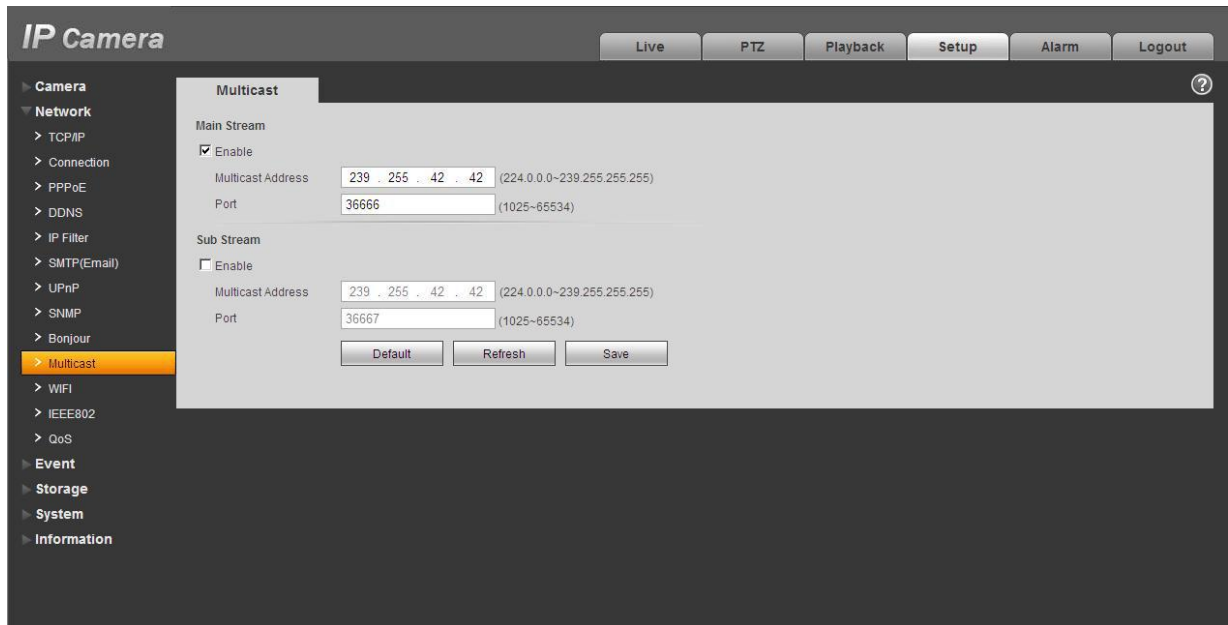 IP Camera
Live PTZ Playback Setup Alarm Logout
Camera
Network
> TCP/IP
> Connection
> PPPoE
> DDNS
> IP Filter
> SMTP(Email)
> UPnP
> SNMP
> Bonjour
> Multicast
> WIFI
> IEEE802
> QoS
Event
Storage
System
Information
Multicast
?
Main Stream
Enable
Multicast Address 239 . 255 . 42 . 42 (224.0.0.0~239.255.255.255)
Port 36666 (1025~65534)
Sub Stream
Enable
Multicast Address 239 . 255 . 42 . 42 (224.0.0.0~239.255.255.255)
Port 36667 (1025~65534)
Default Refresh Save